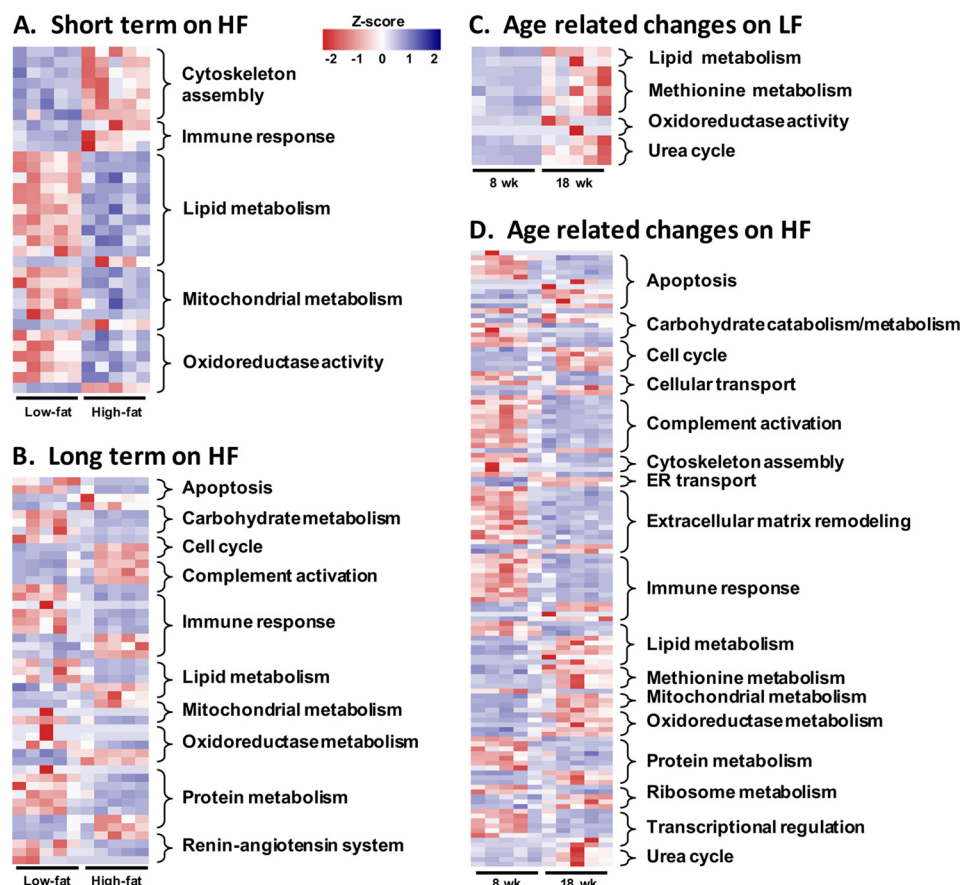 A. Short term on HF
Z-score
-2 -1 0 1 2
Cytoskeleton
assembly
Immune response
Lipid metabolism
Mitochondrial metabolism
Oxidoreductase activity
Low-fat High-fat
B. Long term on HF
Apoptosis
Carbohydrate metabolism
Cell cycle
Complement activation
Immune response
Lipid metabolism
Mitochondrial metabolism
Oxidoreductase metabolism
Protein metabolism
Renin-angiotensin system
Low-fat High-fat
C. Age related changes on LF
Lipid metabolism
Methionine metabolism
Oxidoreductase activity
Urea cycle
8 wk 18 wk
D. Age related changes on HF
Apoptosis
Carbohydrate catabolism/metabolism
Cell cycle
Cellular transport
Complement activation
Cytoskeleton assembly
ER transport
Extracellular matrix remodeling
Immune response
Lipid metabolism
Methionine metabolism
Mitochondrial metabolism
Oxidoreductase metabolism
Protein metabolism
Ribosome metabolism
Transcriptional regulation
Urea cycle
8 wk 18 wk